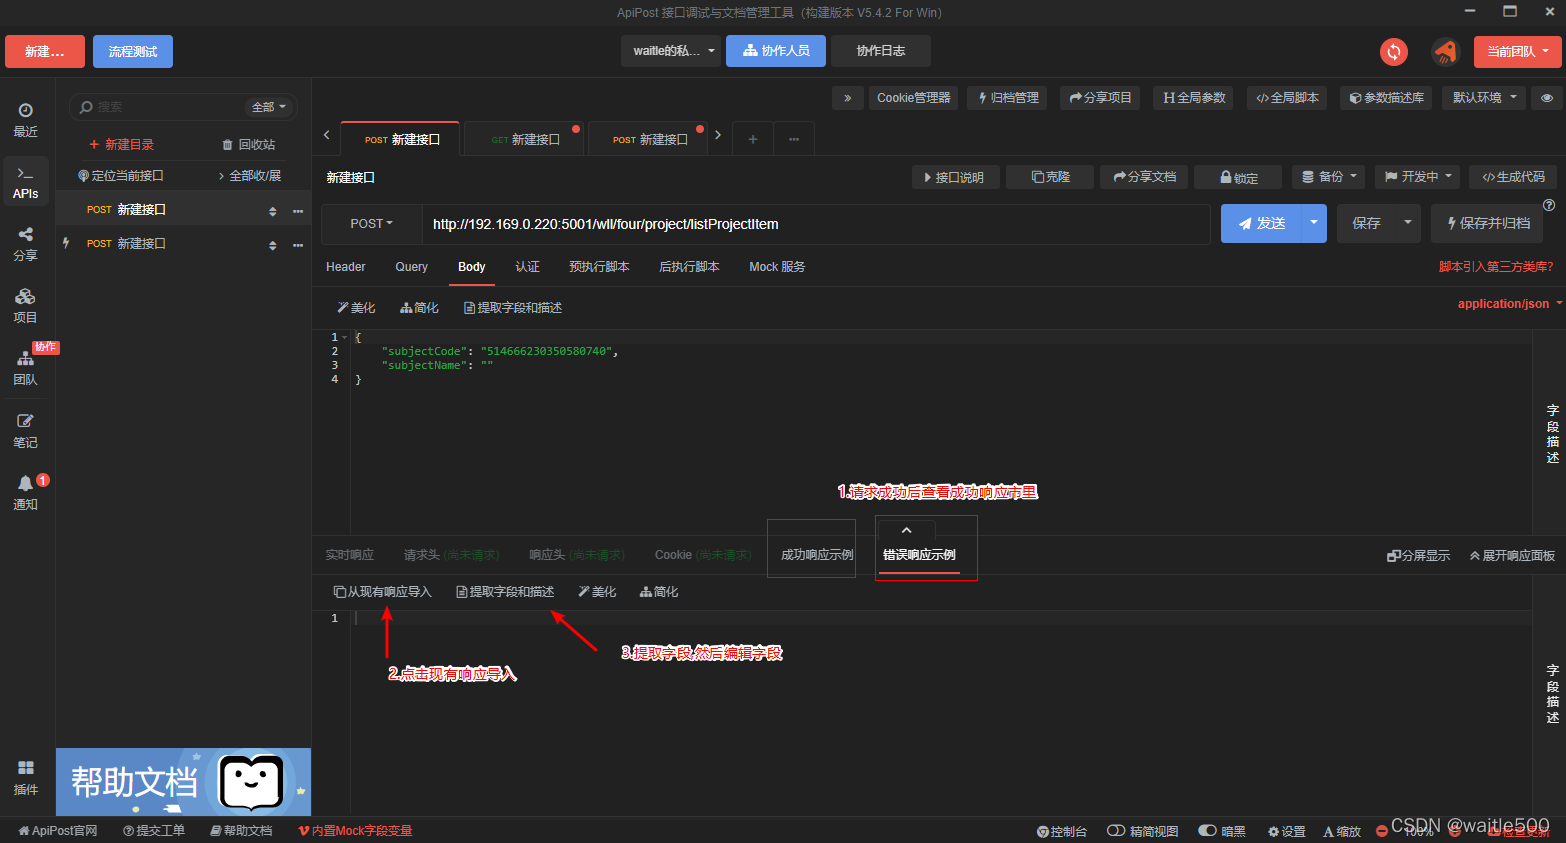 ApiPost 接口调试与文档管理工具（构建版本 V5.4.2 For Win）
新建...
流程测试
waitle的私...
协作人员
协作日志
当前团队
搜索
全部
Cookie管理器
归档管理
分享项目
全局参数
全局脚本
参数描述库
默认环境
最近
新建目录
回收站
POST 新建接口
GET 新建接口
POST 新建接口
APIs
定位当前接口
全部收/展
新建接口
接口说明
克隆
分享文档
锁定
备份
开发中
生成代码
POST 新建接口
POST
http://192.169.0.220:5001/wll/four/project/listProjectItem
发送
保存
保存并归档
分享
POST 新建接口
Header
Query
Body
认证
预执行脚本
后执行脚本
Mock 服务
脚本引入第三方类库?
项目
美化
简化
提取字段和描述
application/json
1 {
2 "subjectCode": "514666230350580740",
3 "subjectName": ""
4 }
协作
团队
笔记
字段描述
通知
1
1.请求成功后查看成功响应市里
实时响应
请求头 (尚未请求)
响应头 (尚未请求)
Cookie (尚未请求)
成功响应示例
错误响应示例
分屏显示
展开响应面板
从现有响应导入
提取字段和描述
美化
简化
1
3.提取字段,然后编辑字段
2.点击现有响应导入
字段描述
插件
帮助文档
ApiPost官网
提交工单
帮助文档
内置Mock字段变量
控制台
精简视图
暗黑
设置
缩放
100%
检查更新
CSDN @waitle500